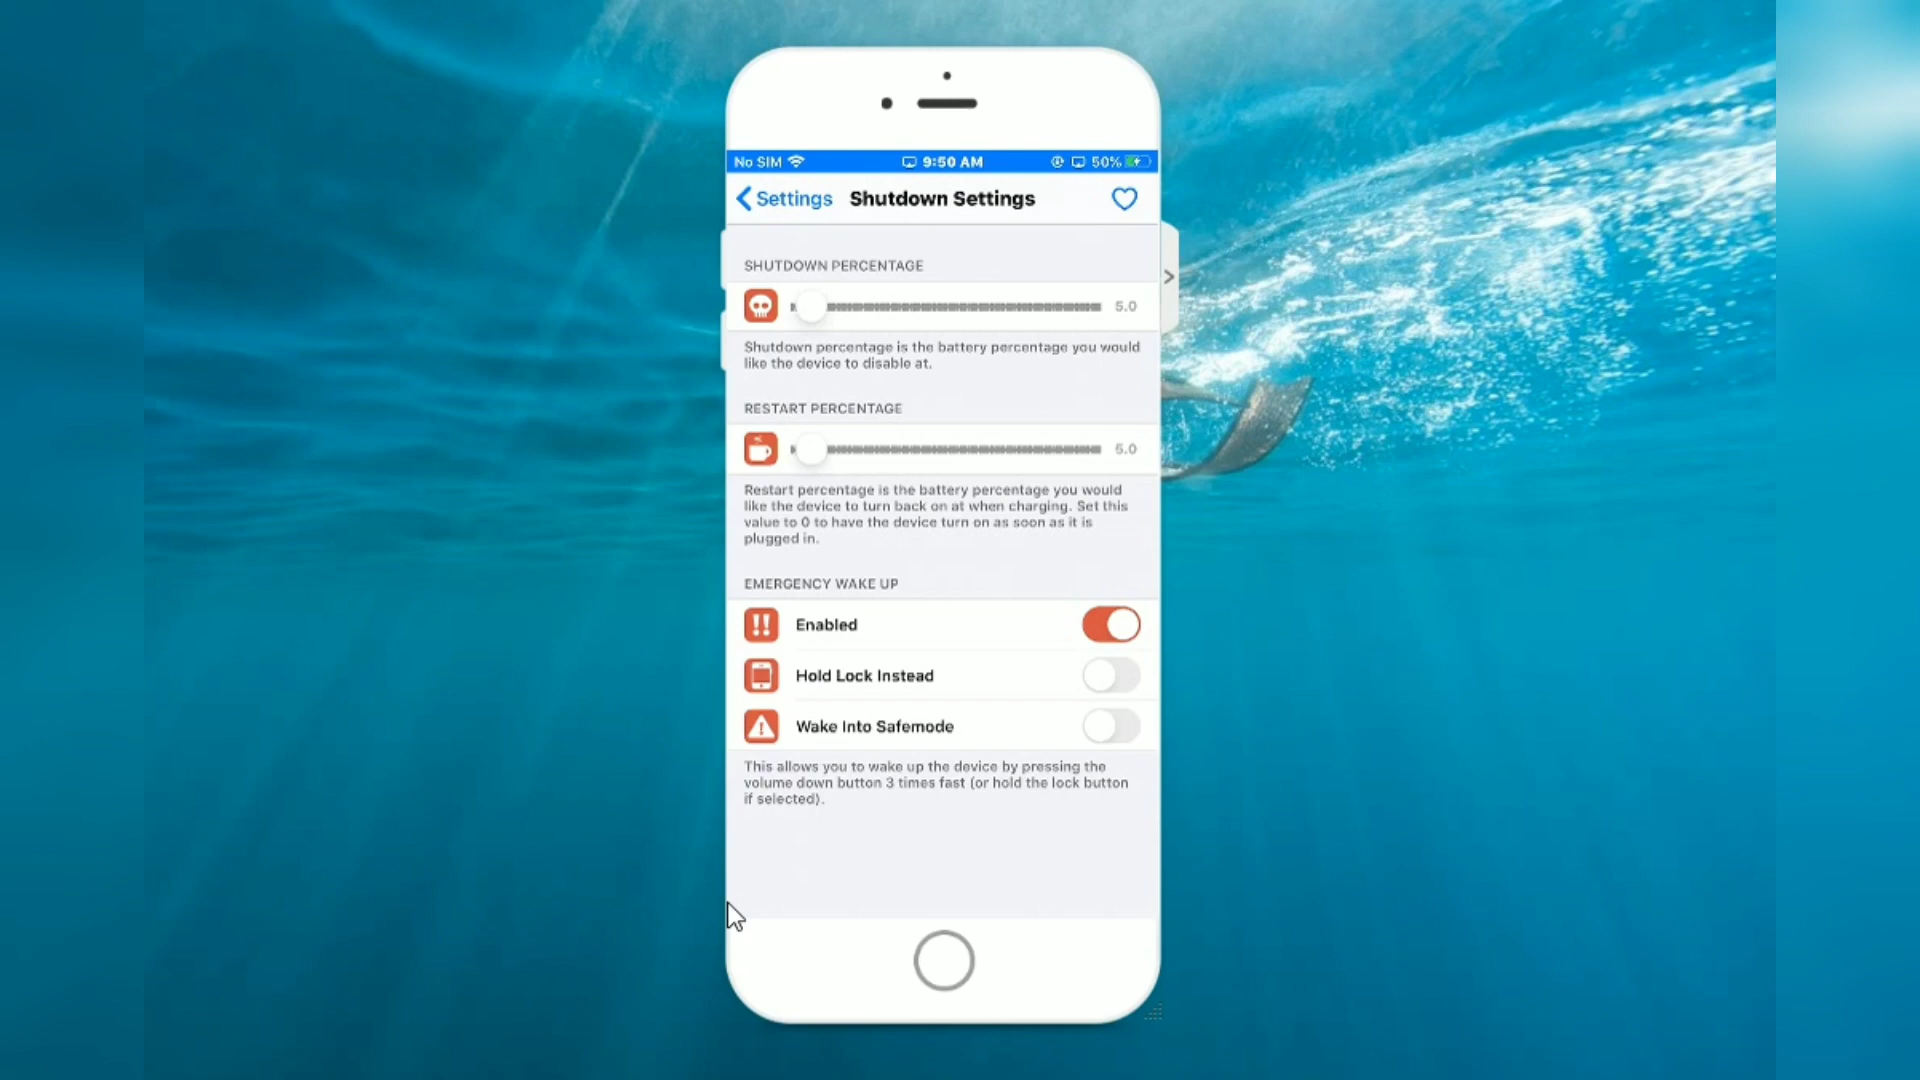 No SIM 9:50 AM 50%
Settings Shutdown Settings
SHUTDOWN PERCENTAGE
5.0
Shutdown percentage is the battery percentage you would
like the device to disable at.
RESTART PERCENTAGE
5.0
Restart percentage is the battery percentage you would
like the device to turn back on at when charging. Set this
value to 0 to have the device turn on as soon as it is
plugged in.
EMERGENCY WAKE UP
Enabled
Hold Lock Instead
Wake Into Safemode
This allows you to wake up the device by pressing the
volume down button 3 times fast (or hold the lock button
if selected).